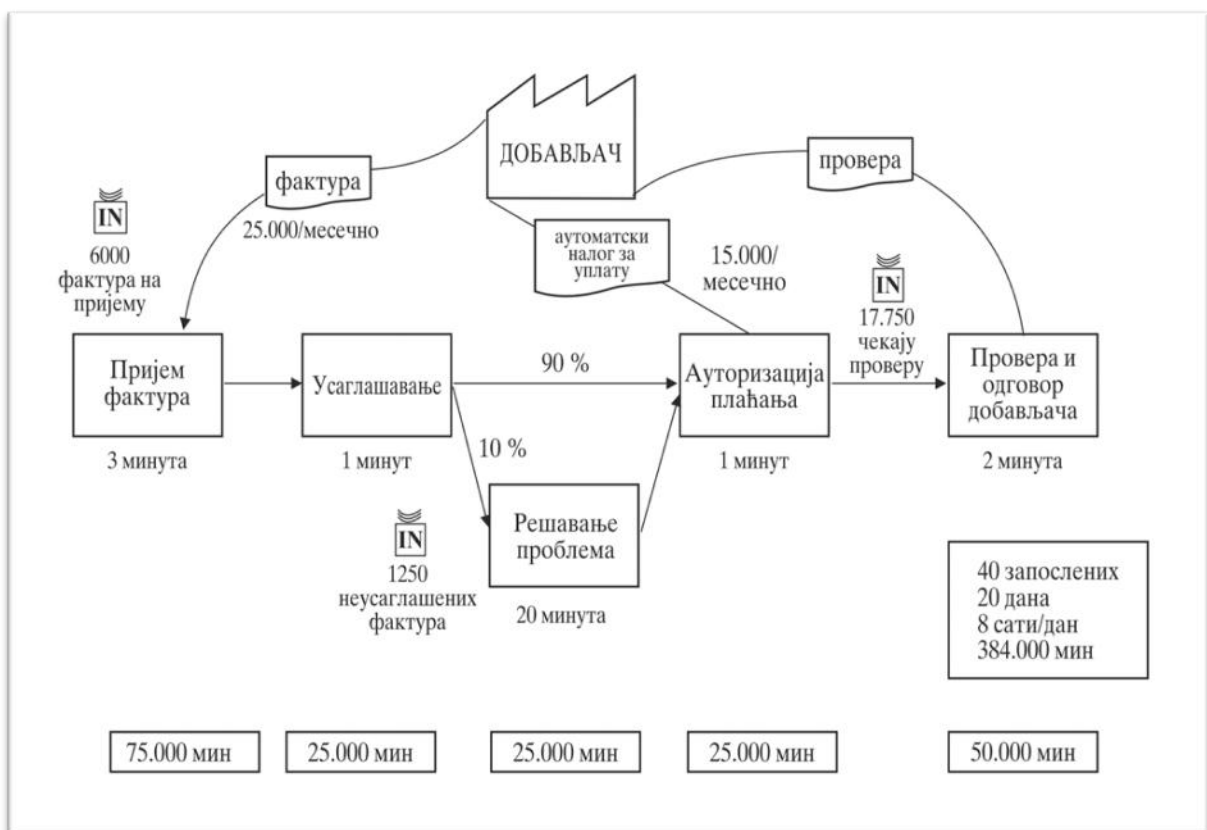 ДОБАВЉАЧ
фактура
провера
IN
25.000/месечно
6000
фактура на
пријему
аутоматски
налог за
уплату
15.000/
месечно
IN
17.750
чекају
проверу
Пријем
фактура
Усаглашавање
90 %
Ауторизација
плаћања
Провера и
одговор
добављача
3 минута
1 минут
10 %
1 минут
2 минута
IN
1250
неусаглашених
фактура
Решавање
проблема
20 минута
40 запослених
20 дана
8 сати/дан
384.000 мин
75.000 мин
25.000 мин
25.000 мин
25.000 мин
50.000 мин